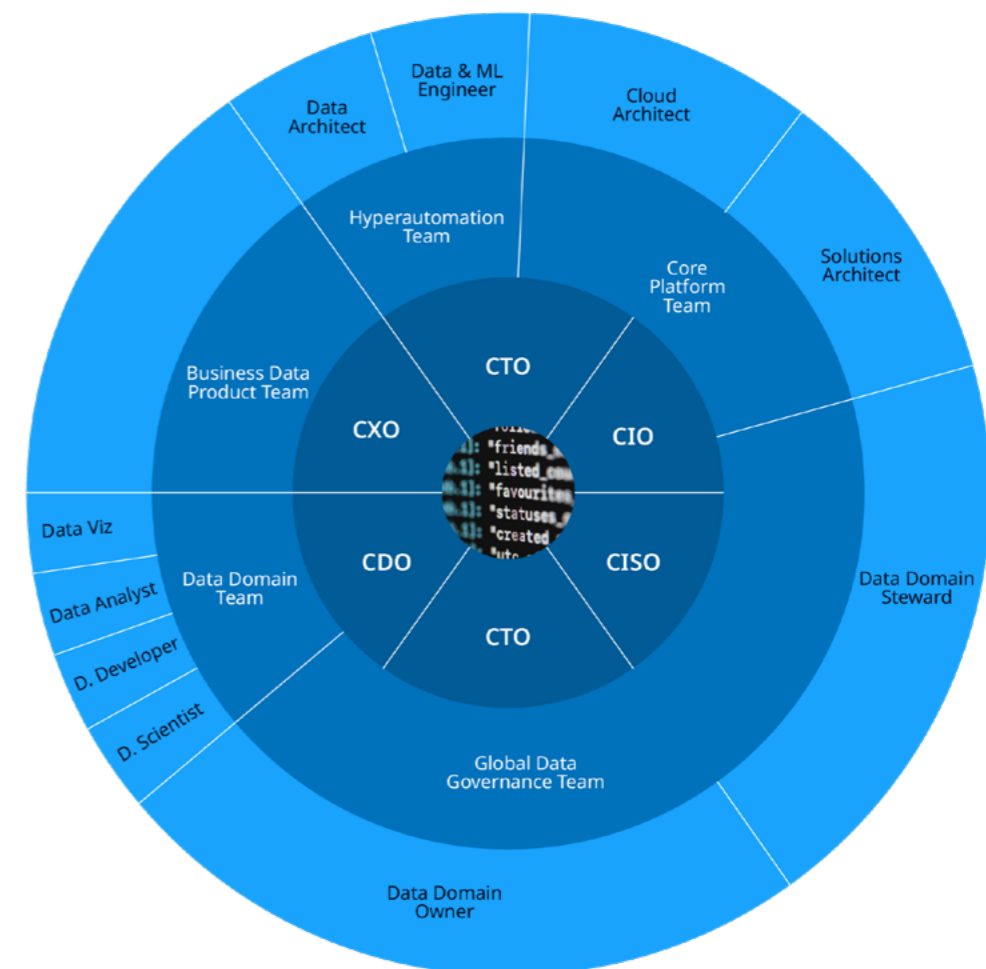 Data & ML
Engineer
Data
Architect
Cloud
Architect
Hyperautomation
Team
Solutions
Architect
Core
Platform
Team
CTO
Business Data
Product Team
CXO
CIO
"friends_
"listed_
"favourites
"statuses_
"created_
Data Viz
CDO
CISO
Data Domain
Team
Data Domain
Steward
Data Analyst
CTO
D. Developer
D. Scientist
Global Data
Governance Team
Data Domain
Owner